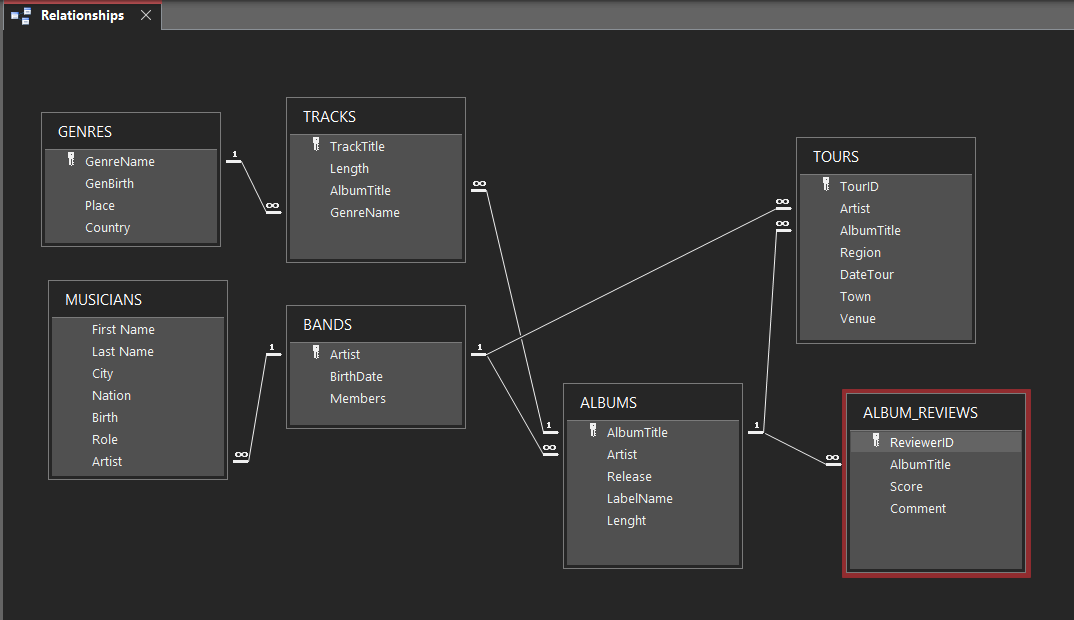 Relationships
GENRES
GenreName
GenBirth
Place
Country
TRACKS
TrackTitle
Length
AlbumTitle
GenreName
TOURS
TourID
Artist
AlbumTitle
Region
DateTour
Town
Venue
MUSICIANS
First Name
Last Name
City
Nation
Birth
Role
Artist
BANDS
Artist
BirthDate
Members
ALBUMS
AlbumTitle
Artist
Release
LabelName
Lenght
ALBUM_REVIEWS
ReviewerID
AlbumTitle
Score
Comment
1
∞
∞
1
∞
1
1
∞
∞
∞
1
∞